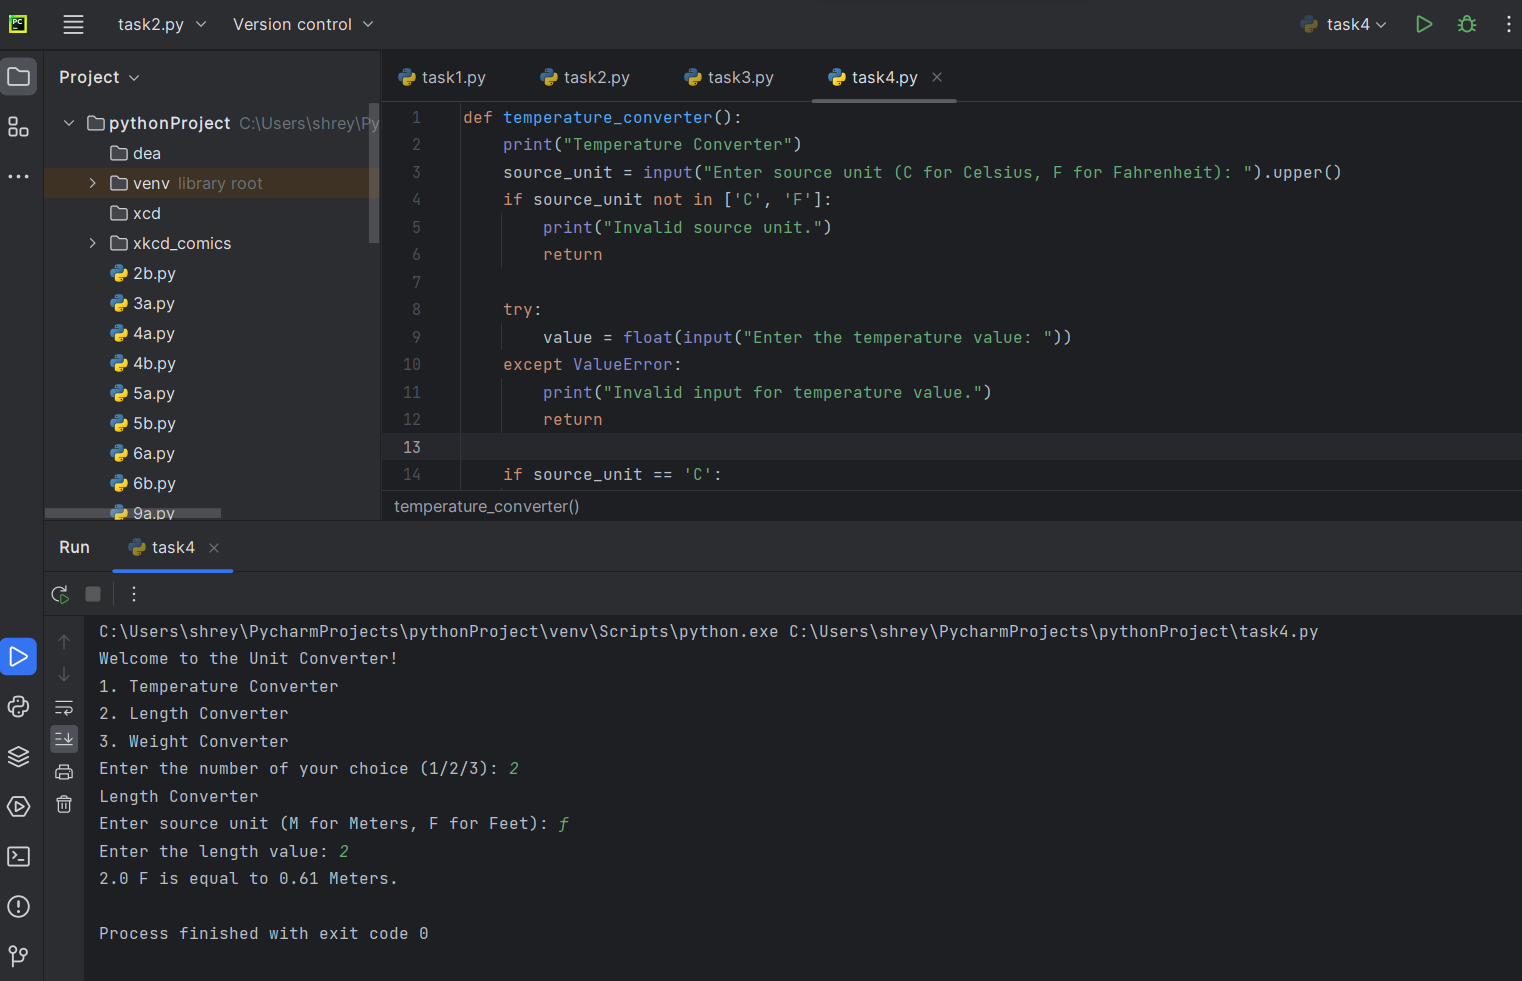 PC
task2.py
Version control
task4
Project
pythonProject C:\Users\shrey\Py
dea
venv library root
xcd
xkcd_comics
2b.py
3a.py
4a.py
4b.py
5a.py
5b.py
6a.py
6b.py
9a.py
task1.py
task2.py
task3.py
task4.py
1 def temperature_converter():
2 print("Temperature Converter")
3 source_unit = input("Enter source unit (C for Celsius, F for Fahrenheit): ").upper()
4 if source_unit not in ['C', 'F']:
5 print("Invalid source unit.")
6 return
7
8 try:
9 value = float(input("Enter the temperature value: "))
10 except ValueError:
11 print("Invalid input for temperature value.")
12 return
13
14 if source_unit == 'C':
temperature_converter()
Run
task4
C:\Users\shrey\PycharmProjects\pythonProject\venv\Scripts\python.exe C:\Users\shrey\PycharmProjects\pythonProject\task4.py
Welcome to the Unit Converter!
1. Temperature Converter
2. Length Converter
3. Weight Converter
Enter the number of your choice (1/2/3): 2
Length Converter
Enter source unit (M for Meters, F for Feet): f
Enter the length value: 2
2.0 F is equal to 0.61 Meters.
Process finished with exit code 0